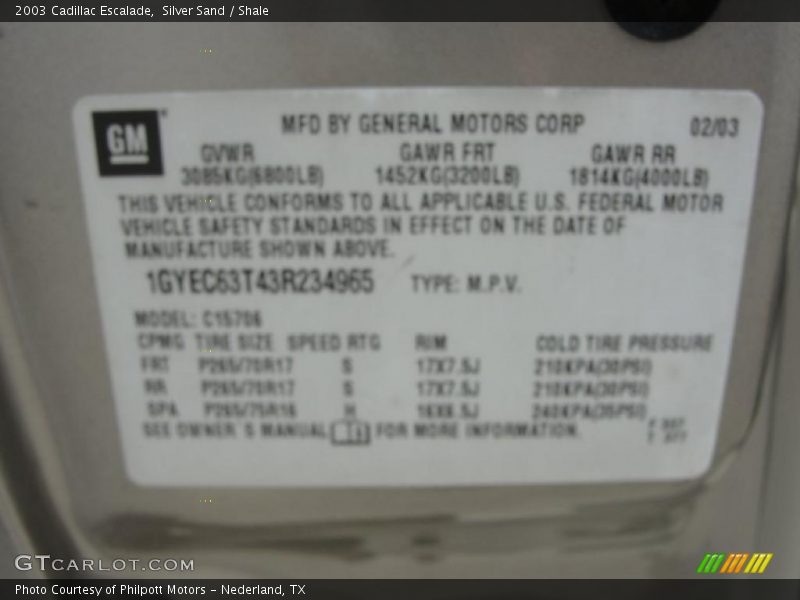 2003 Cadillac Escalade, Silver Sand / Shale
GM
MFD BY GENERAL MOTORS CORP 02/03
GVWR GAWR FRT GAWR RR
3085KG(6800LB) 1452KG(3200LB) 1814KG(4000LB)
THIS VEHICLE CONFORMS TO ALL APPLICABLE U.S. FEDERAL MOTOR
VEHICLE SAFETY STANDARDS IN EFFECT ON THE DATE OF
MANUFACTURE SHOWN ABOVE.
1GYEC63T43R234965 TYPE: M.P.V.
MODEL: C15706
CPMG TIRE SIZE SPEED RTG RIM COLD TIRE PRESSURE
FRT P265/70R17 S 17X7.5J 210KPA(30PSI)
RR P265/70R17 S 17X7.5J 210KPA(30PSI)
SPA P265/75R16 16X6.5J 240KPA(35PSI)
SEE OWNER'S MANUAL FOR MORE INFORMATION.
GTCARLOT.COM
Photo Courtesy of Philpott Motors - Nederland, TX